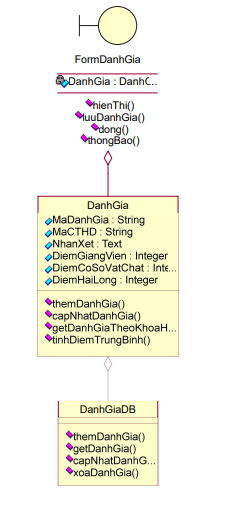 FormDanhGia
DanhGia : DanhG...
hienThi()
luuDanhGia()
dong()
thongBao()
DanhGia
MaDanhGia : String
MaCTHD : String
NhanXet : Text
DiemGiangVien : Integer
DiemCoSoVatChat : Inte...
DiemHaiLong : Integer
themDanhGia()
capNhatDanhGia()
getDanhGiaTheoKhoaH...
tinhDiemTrungBinh()
DanhGiaDB
themDanhGia()
getDanhGia()
capNhatDanhG...
xoaDanhGia()